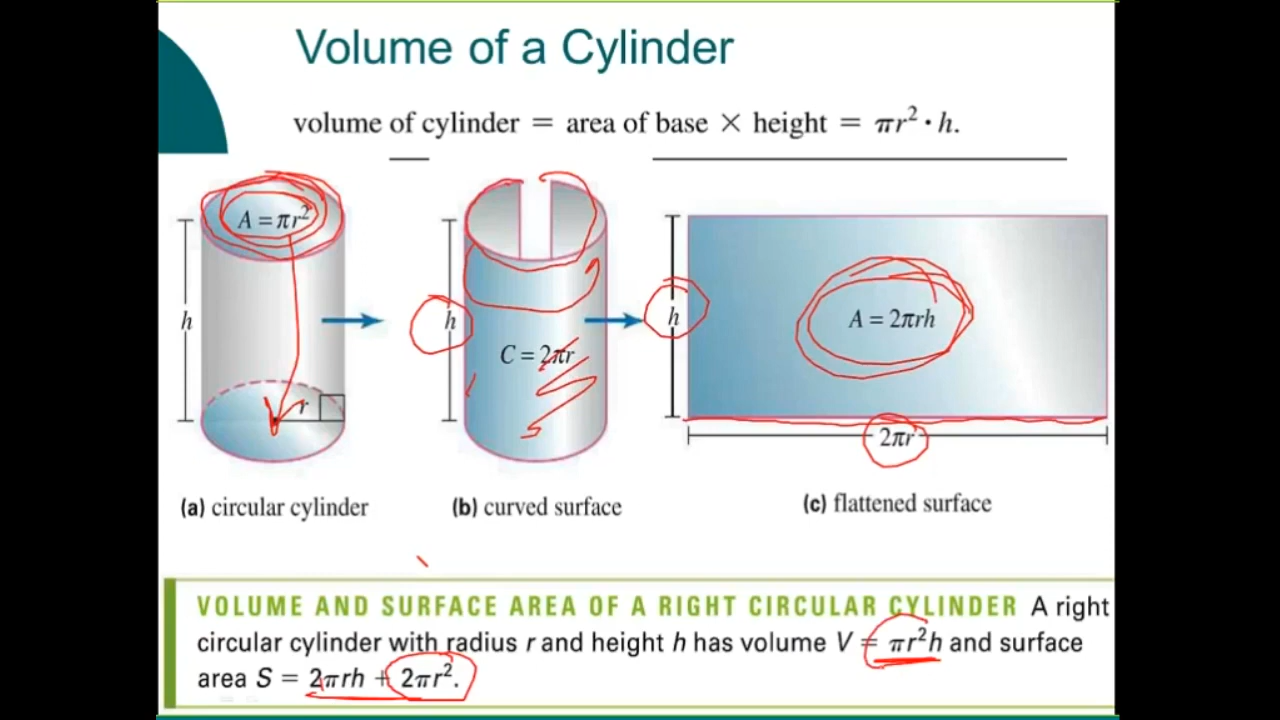 Volume of a Cylinder
volume of cylinder = area of base × height = πr² · h.
A = πr²
h
r
h
C = 2πr
h
A = 2πrh
2πr
(a) circular cylinder
(b) curved surface
(c) flattened surface
VOLUME AND SURFACE AREA OF A RIGHT CIRCULAR CYLINDER A right
circular cylinder with radius r and height h has volume V = πr²h and surface
area S = 2πrh + 2πr².